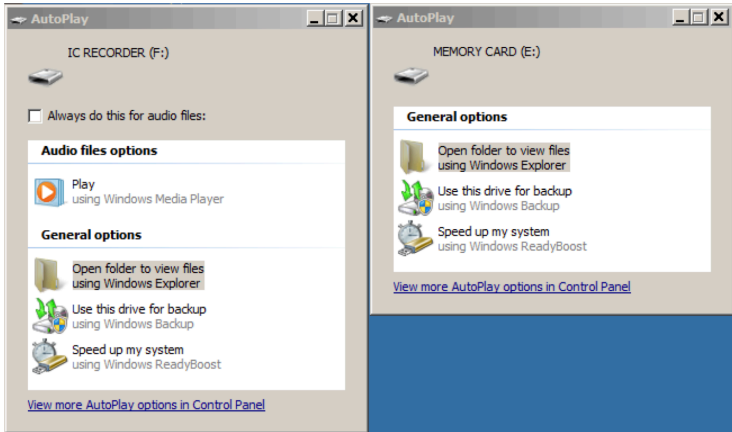 AutoPlay
IC RECORDER (F:)
Always do this for audio files:
Audio files options
Play
using Windows Media Player
General options
Open folder to view files
using Windows Explorer
Use this drive for backup
using Windows Backup
Speed up my system
using Windows ReadyBoost
View more AutoPlay options in Control Panel
AutoPlay
MEMORY CARD (E:)
General options
Open folder to view files
using Windows Explorer
Use this drive for backup
using Windows Backup
Speed up my system
using Windows ReadyBoost
View more AutoPlay options in Control Panel